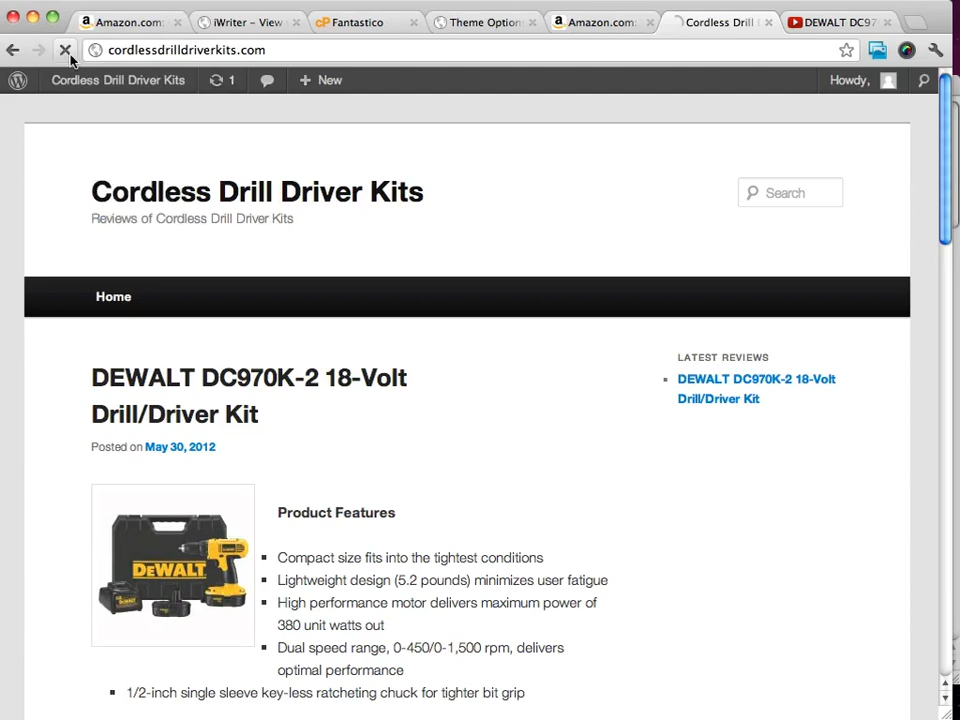 Amazon.com: iWriter – View cP Fantastico Theme Option Amazon.com: Cordless Drill DEWALT DC97
cordlessdrilldriverkits.com
Cordless Drill Driver Kits 1 + New Howdy,
Cordless Drill Driver Kits
Reviews of Cordless Drill Driver Kits
Search
Home
DEWALT DC970K-2 18-Volt
Drill/Driver Kit
Posted on May 30, 2012
LATEST REVIEWS
DEWALT DC970K-2 18-Volt
Drill/Driver Kit
DEWALT
Product Features
Compact size fits into the tightest conditions
Lightweight design (5.2 pounds) minimizes user fatigue
High performance motor delivers maximum power of
380 unit watts out
Dual speed range, 0-450/0-1,500 rpm, delivers
optimal performance
1/2-inch single sleeve key-less ratcheting chuck for tighter bit grip